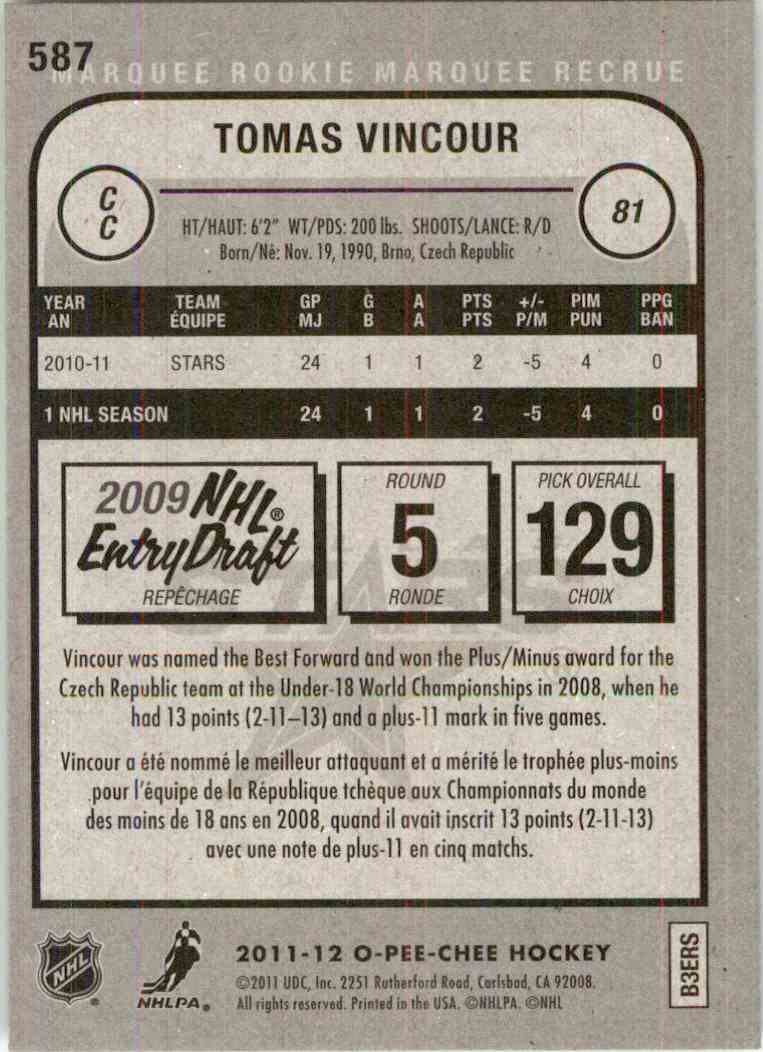 587
MARQUEE ROOKIE MARQUEE RECRUE
TOMAS VINCOUR
C
C
81
HT/HAUT: 6'2" WT/PDS: 200 lbs. SHOOTS/LANCE: R/D
Born/Né: Nov. 19, 1990, Brno, Czech Republic
YEAR TEAM GP G A PTS +/- PIM PPG
AN ÉQUIPE MJ B A PTS P/M PUN BAN
2010-11 STARS 24 1 1 2 -5 4 0
1 NHL SEASON 24 1 1 2 -5 4 0
2009 NHL®
Entry Draft
REPÊCHAGE
ROUND
5
RONDE
PICK OVERALL
129
CHOIX
STARS
Vincour was named the Best Forward and won the Plus/Minus award for the
Czech Republic team at the Under-18 World Championships in 2008, when he
had 13 points (2-11–13) and a plus-11 mark in five games.
Vincour a été nommé le meilleur attaquant et a mérité le trophée plus-moins
pour l'équipe de la République tchèque aux Championnats du monde
des moins de 18 ans en 2008, quand il avait inscrit 13 points (2-11-13)
avec une note de plus-11 en cinq matchs.
NHL®
NHLPA®
2011-12 O-PEE-CHEE HOCKEY
©2011 UDC, Inc. 2251 Rutherford Road, Carlsbad, CA 92008.
All rights reserved. Printed in the USA. ©NHLPA. ©NHL
B3ERS